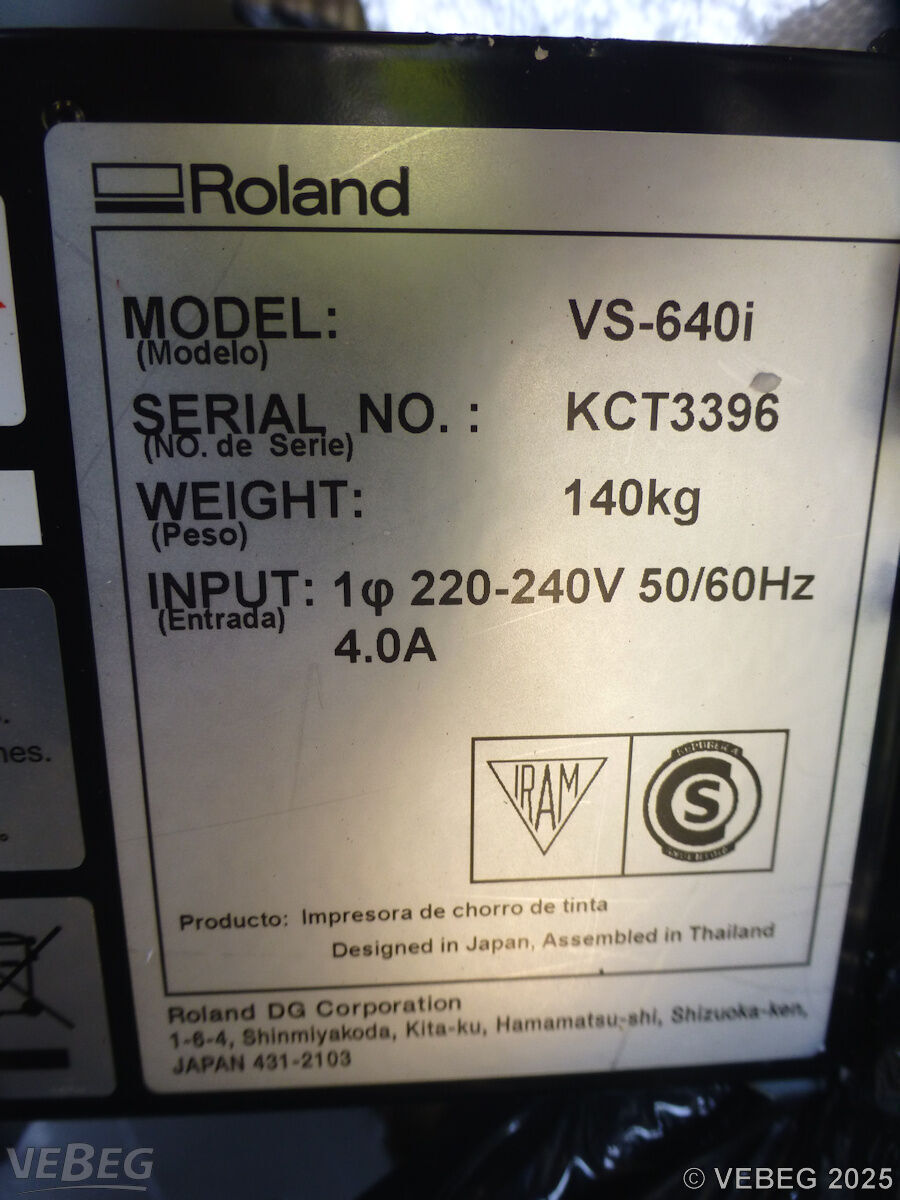 Roland
MODEL: VS-640i
(Modelo)
SERIAL NO. : KCT3396
(NO. de Serie)
WEIGHT: 140kg
(Peso)
INPUT: 1φ 220-240V 50/60Hz
(Entrada)
4.0A
IRAM
REPUBLICA
S
ARGENTINA
Producto: Impresora de chorro de tinta
Designed in Japan, Assembled in Thailand
Roland DG Corporation
1-6-4, Shinmiyakoda, Kita-ku, Hamamatsu-shi, Shizuoka-ken,
JAPAN 431-2103
nes.
VEBEG
© VEBEG 2025